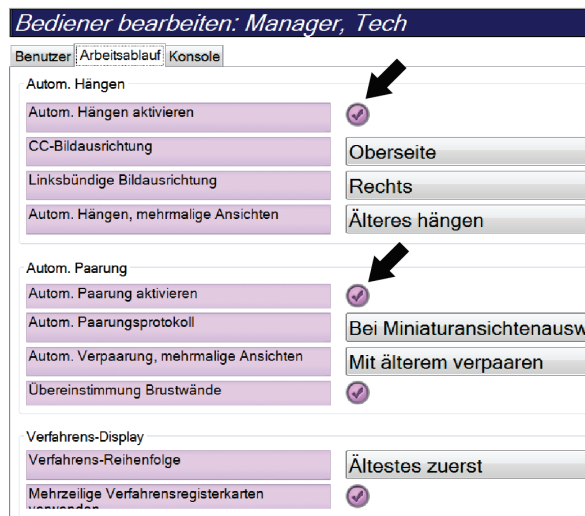 Bediener bearbeiten: Manager, Tech
Benutzer Arbeitsablauf Konsole
Autom. Hängen
Autom. Hängen aktivieren
CC-Bildausrichtung Oberseite
Linksbündige Bildausrichtung Rechts
Autom. Hängen, mehrmalige Ansichten Älteres hängen
Autom. Paarung
Autom. Paarung aktivieren
Autom. Paarungsprotokoll Bei Miniaturansichtenausw
Autom. Verpaarung, mehrmalige Ansichten Mit älterem verpaaren
Übereinstimmung Brustwände
Verfahrens-Display
Verfahrens-Reihenfolge Ältestes zuerst
Mehrzeilige Verfahrensregisterkarten